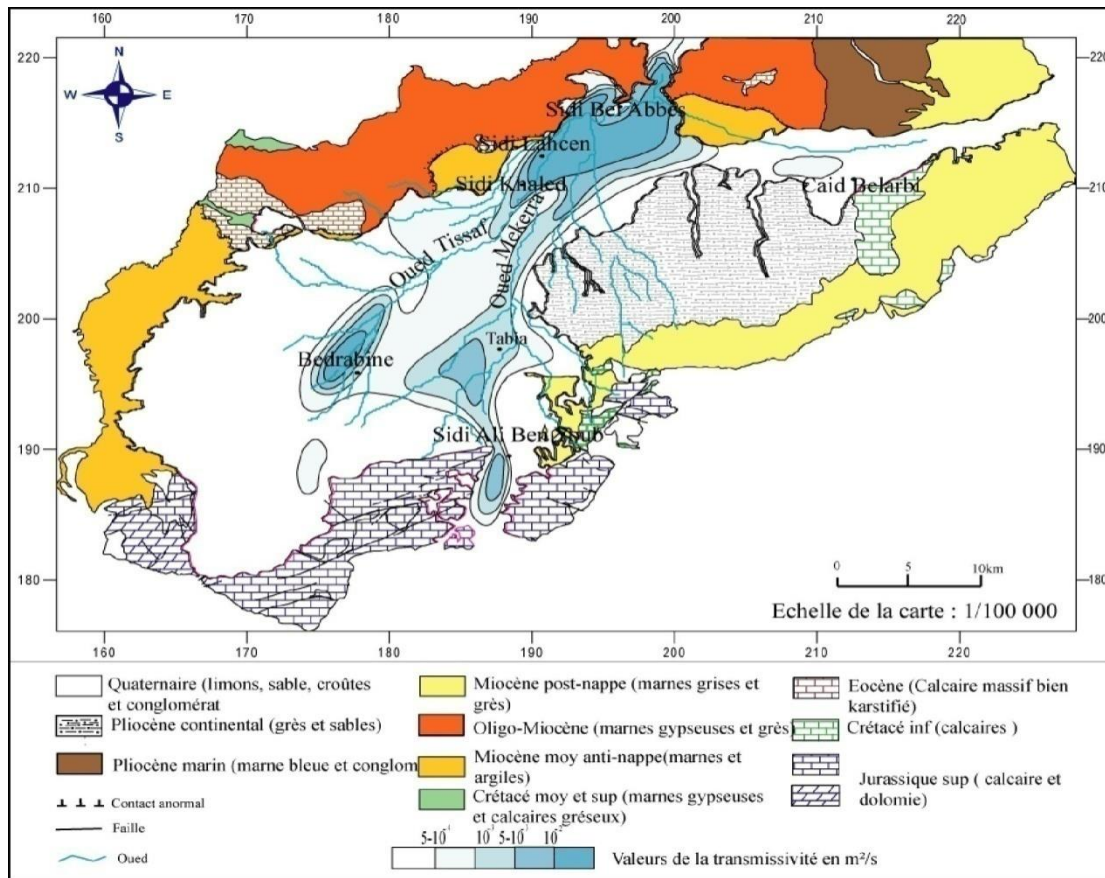 160 170 180 190 200 210 220
220 220
N
W E
S
Sidi Bel Abbès
Sidi Lahcen
210 Sidi Khaled Caid Belarbi 210
Oued Tissaf
Oued Mekerra
200 200
Tabia
Bedrabine
190 Sidi Ali Ben 190
180 180
0 5 10km
Echelle de la carte : 1/100 000
160 170 180 190 200 210 220
Quaternaire (limons, sable, croûtes
et conglomérat
Pliocène continental (grès et sables)
Pliocène marin (marne bleue et conglom
Contact anormal
Faille
Oued
Miocène post-nappe (marnes grises et
grès)
Oligo-Miocène (marnes gypseuses et grès)
Miocène moy anti-nappe(marnes et
argiles)
Crétacé moy et sup (marnes gypseuses
et calcaires gréseux)
Eocène (Calcaire massif bien
karstifié)
Crétacé inf (calcaires )
Jurassique sup ( calcaire et
dolomie)
Valeurs de la transmissivité en m²/s